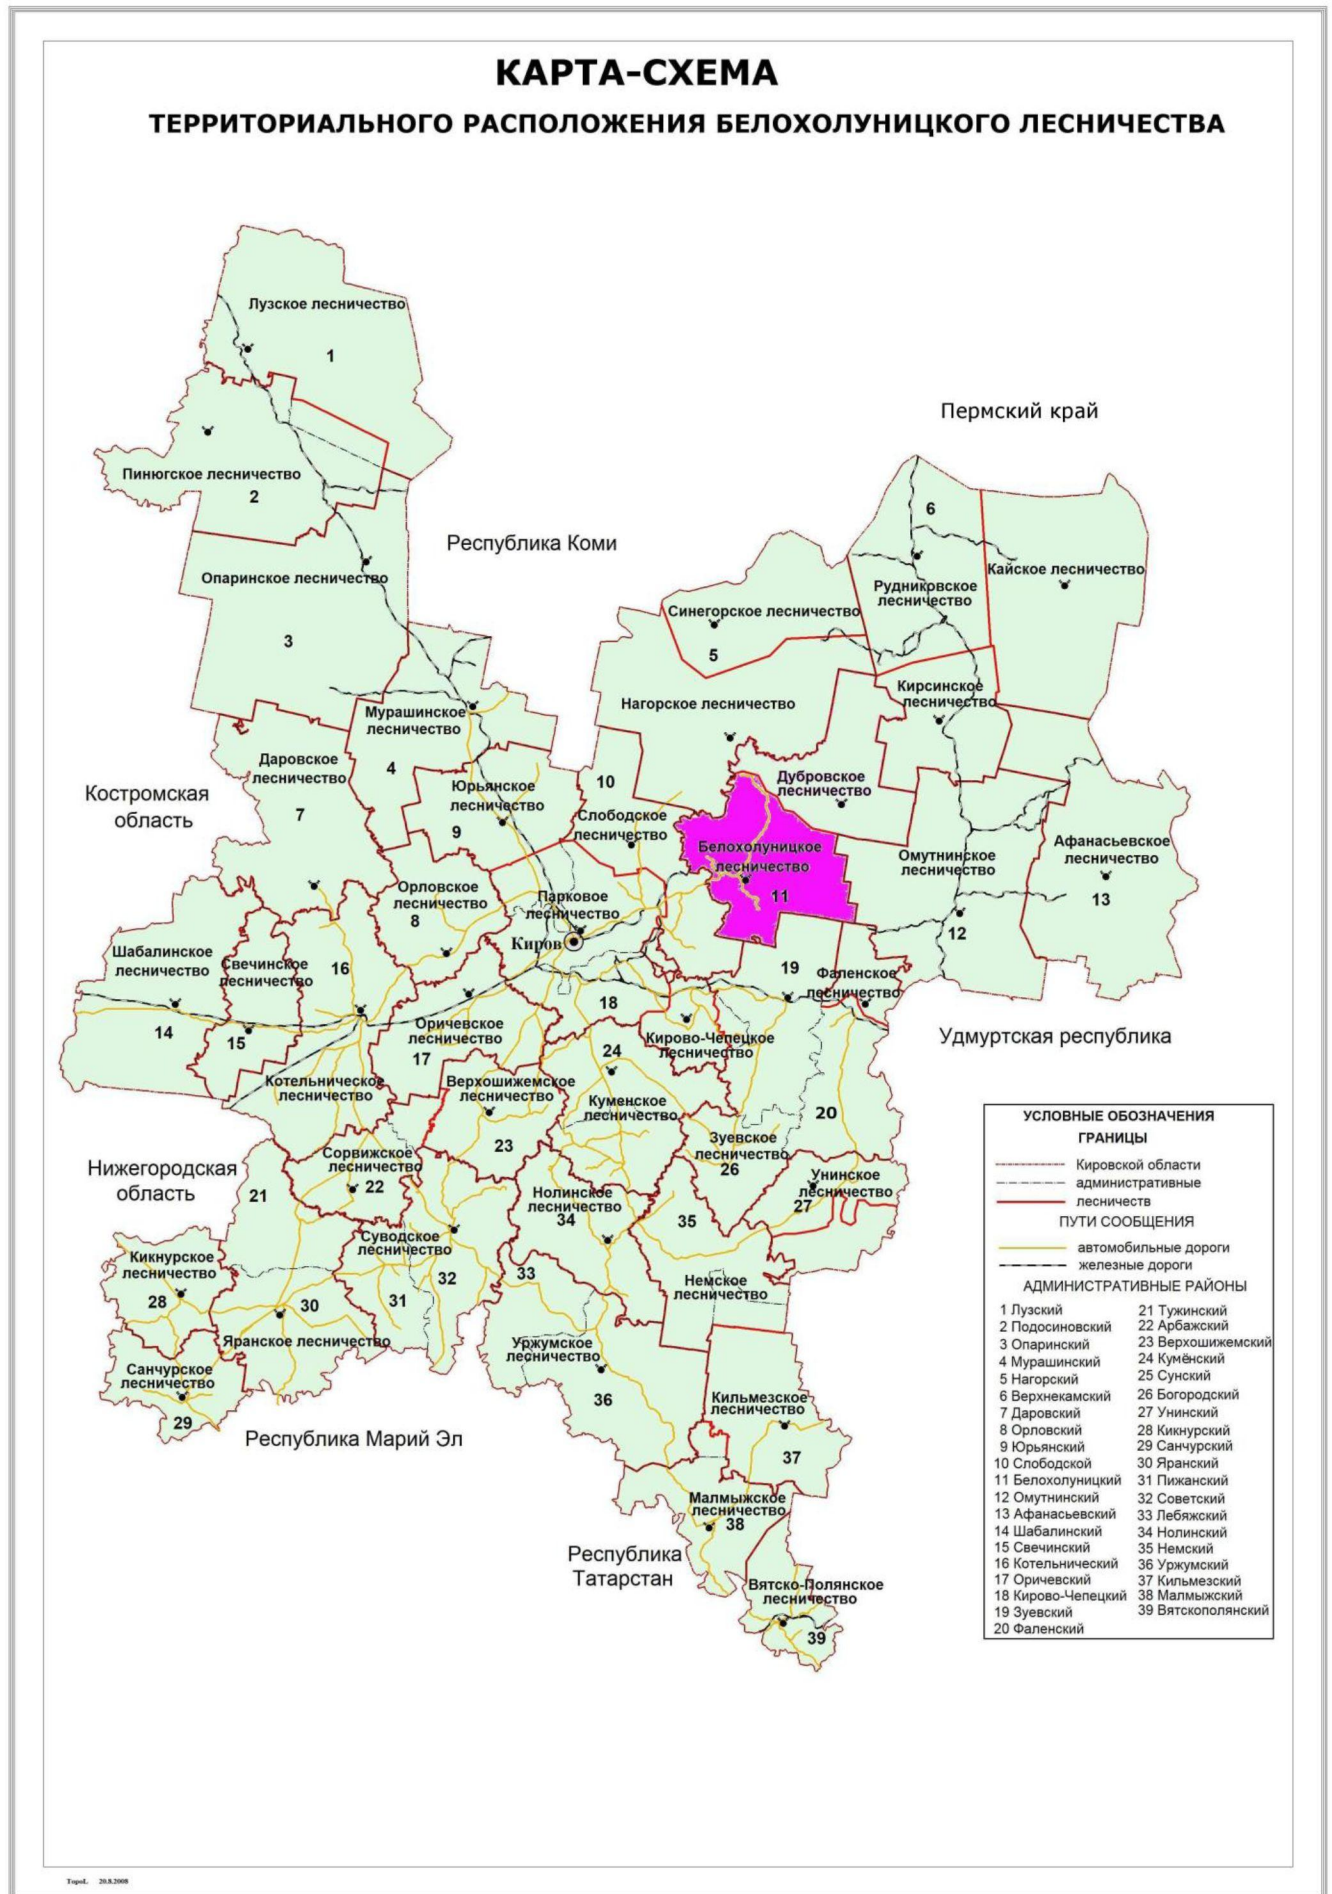 КАРТА-СХЕМА
ТЕРРИТОРИАЛЬНОГО РАСПОЛОЖЕНИЯ БЕЛОХОЛУНИЦКОГО ЛЕСНИЧЕСТВА
Лузское лесничество
1
Пермский край
Пинюгское лесничество
2
6
Республика Коми
Кайское лесничество
Опаринское лесничество
Рудниковское
лесничество
Синегорское лесничество
3
5
Кирсинское
лесничество
Нагорское лесничество
Мурашинское
лесничество
Даровское
лесничество
4
10
Дубровское
лесничество
Юрьянское
лесничество
Костромская
область
7
9
Слободское
лесничество
Белохолуницкое
лесничество
11
Омутнинское
лесничество
Афанасьевское
лесничество
13
Орловское
лесничество
8
Парковое
лесничество
Киров
12
Шабалинское
лесничество
Свечинское
лесничество
16
19
Фаленское
лесничество
18
14
15
Оричевское
лесничество
17
Кирово-Чепецкое
лесничество
Удмуртская республика
24
Котельническое
лесничество
Верхошижемское
лесничество
Куменское
лесничество
20
23
Зуевское
лесничество
26
Нижегородская
область
Сорвижское
лесничество
22
21
Унинское
лесничество
27
Нолинское
лесничество
34
35
Суводское
лесничество
Кикнурское
лесничество
28
32
33
31
30
Немское
лесничество
Яранское лесничество
Уржумское
лесничество
Санчурское
лесничество
29
36
Кильмезское
лесничество
37
Республика Марий Эл
Малмыжское
лесничество
38
Республика
Татарстан
Вятско-Полянское
лесничество
39
УСЛОВНЫЕ ОБОЗНАЧЕНИЯ
ГРАНИЦЫ
Кировской области
административные
лесничеств
ПУТИ СООБЩЕНИЯ
автомобильные дороги
железные дороги
АДМИНИСТРАТИВНЫЕ РАЙОНЫ
1 Лузский
2 Подосиновский
3 Опаринский
4 Мурашинский
5 Нагорский
6 Верхнекамский
7 Даровский
8 Орловский
9 Юрьянский
10 Слободской
11 Белохолуницкий
12 Омутнинский
13 Афанасьевский
14 Шабалинский
15 Свечинский
16 Котельнический
17 Оричевский
18 Кирово-Чепецкий
19 Зуевский
20 Фаленский
21 Тужинский
22 Арбажский
23 Верхошижемский
24 Кумёнский
25 Сунский
26 Богородский
27 Унинский
28 Кикнурский
29 Санчурский
30 Яранский
31 Пижанский
32 Советский
33 Лебяжский
34 Нолинский
35 Немский
36 Уржумский
37 Кильмезский
38 Малмыжский
39 Вятскополянский
TopoL 20.8.2008